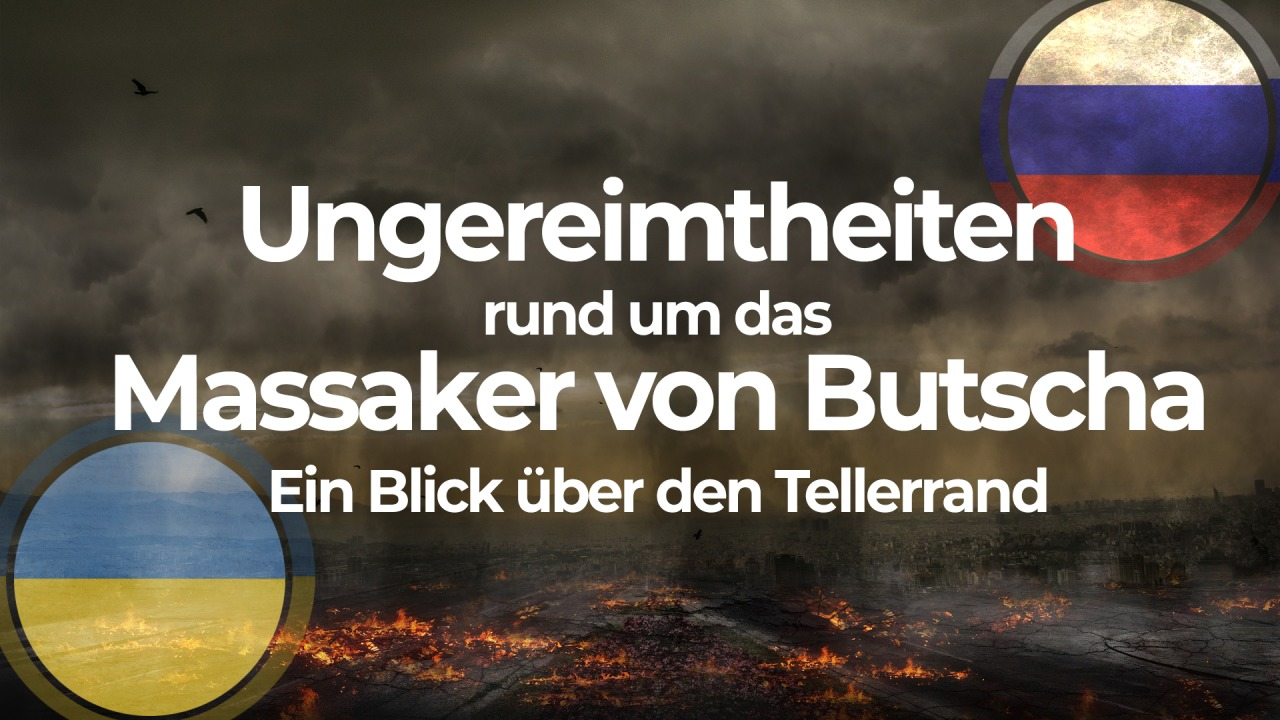 Ungereimtheiten
rund um das
Massaker von Butscha
Ein Blick über den Tellerrand